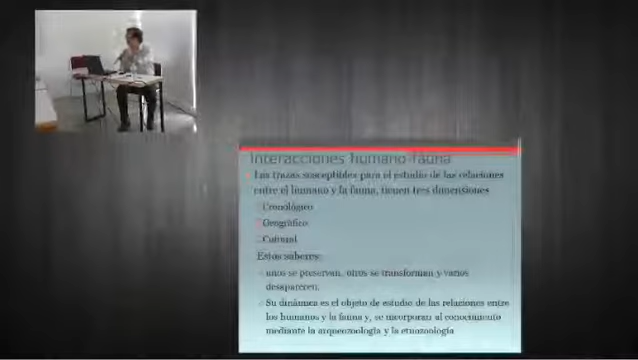 Interacciones humano-fauna
Las trazas susceptibles para el estudio de las relaciones
entre el humano y la fauna, tienen tres dimensiones
Cronológico
Geográfico
Cultural
Estos saberes:
unos se preservan, otros se transforman y varios
desaparecen.
Su dinámica es el objeto de estudio de las relaciones entre
los humanos y la fauna y, se incorporan al conocimiento
mediante la arqueozoología y la etnozoología